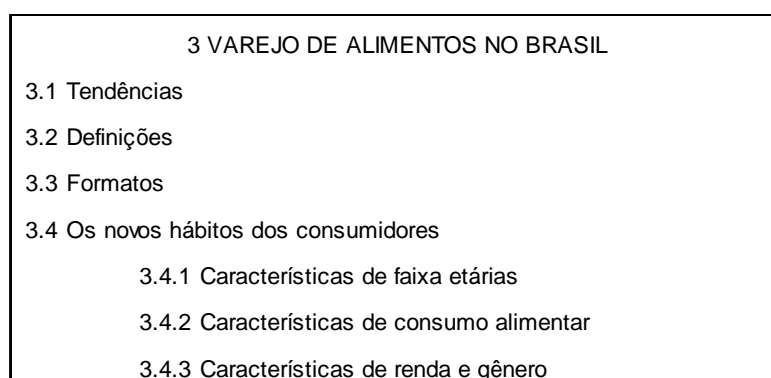 3 VAREJO DE ALIMENTOS NO BRASIL
3.1 Tendências
3.2 Definições
3.3 Formatos
3.4 Os novos hábitos dos consumidores
3.4.1 Características de faixa etárias
3.4.2 Características de consumo alimentar
3.4.3 Características de renda e gênero